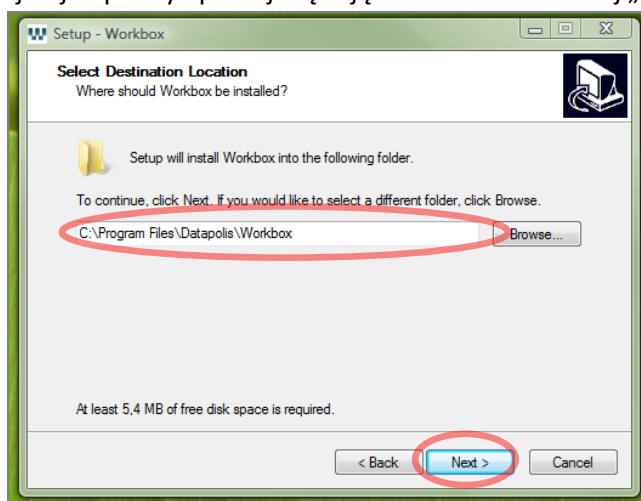 Setup - Workbox
Select Destination Location
Where should Workbox be installed?
Setup will install Workbox into the following folder.
To continue, click Next. If you would like to select a different folder, click Browse.
C:\Program Files\Datapolis\Workbox
Browse...
At least 5,4 MB of free disk space is required.
< Back
Next >
Cancel